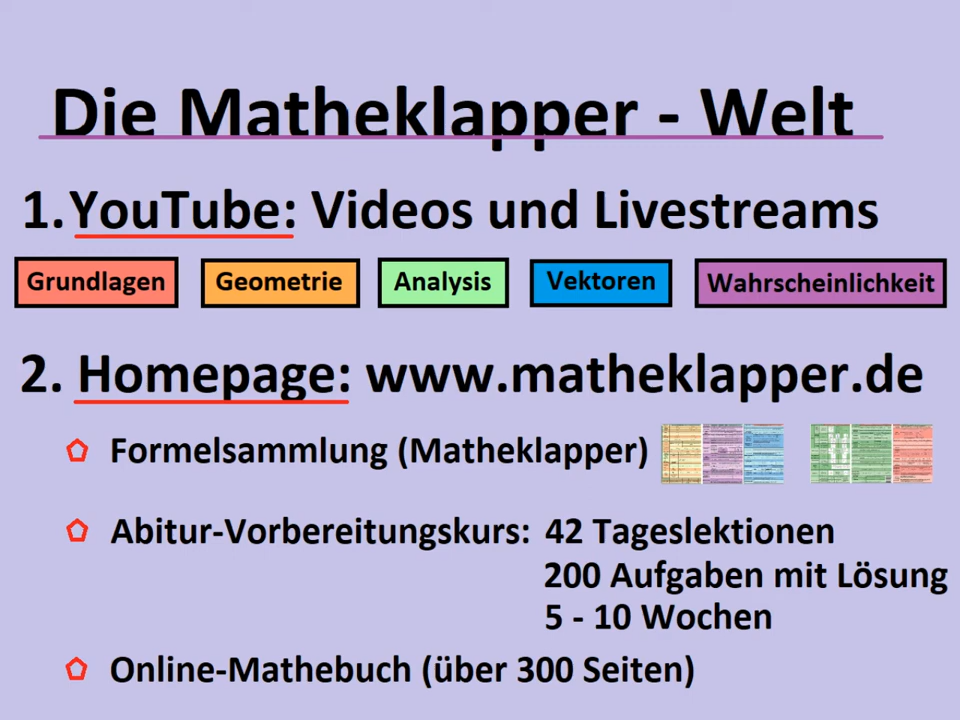 Die Matheklapper - Welt
1. YouTube: Videos und Livestreams
Grundlagen Geometrie Analysis Vektoren Wahrscheinlichkeit
2. Homepage: www.matheklapper.de
Formelsammlung (Matheklapper)
Abitur-Vorbereitungskurs: 42 Tageslektionen
200 Aufgaben mit Lösung
5 - 10 Wochen
Online-Mathebuch (über 300 Seiten)